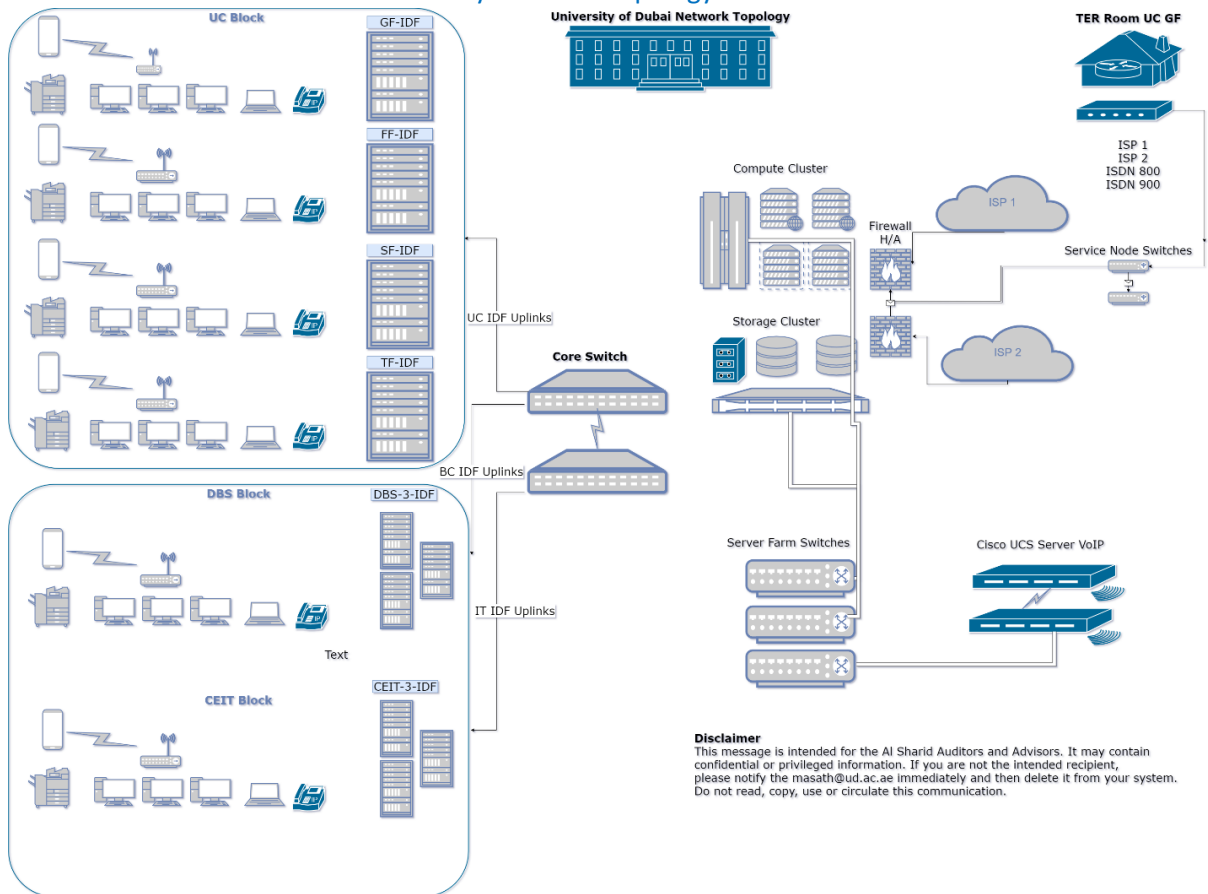 UC Block
GF-IDF
FF-IDF
SF-IDF
TF-IDF
University of Dubai Network Topology
TER Room UC GF
ISP 1
ISP 2
ISDN 800
ISDN 900
Compute Cluster
ISP 1
Firewall
H/A
Service Node Switches
UC IDF Uplinks
Storage Cluster
ISP 2
Core Switch
BC IDF Uplinks
DBS Block
DBS-3-IDF
IT IDF Uplinks
Server Farm Switches
Cisco UCS Server VoIP
Text
CEIT Block
CEIT-3-IDF
Disclaimer
This message is intended for the Al Sharid Auditors and Advisors. It may contain
confidential or privileged information. If you are not the intended recipient,
please notify the masath@ud.ac.ae immediately and then delete it from your system.
Do not read, copy, use or circulate this communication.